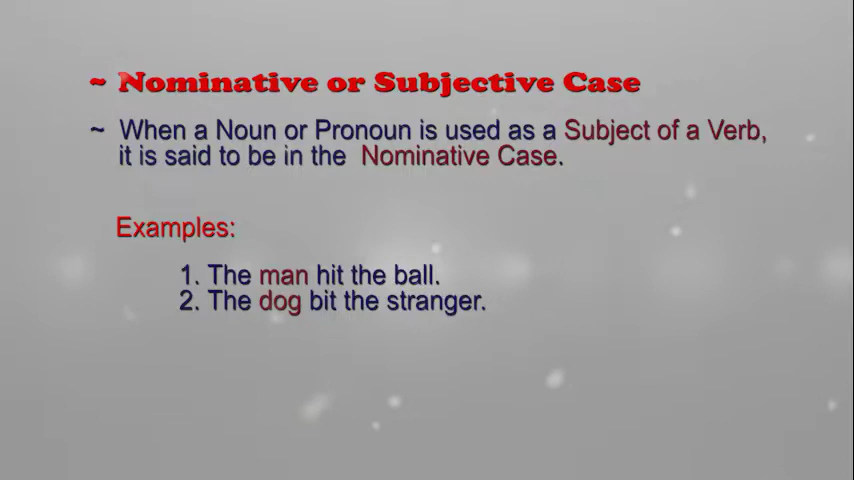 ~ Nominative or Subjective Case
~ When a Noun or Pronoun is used as a Subject of a Verb,
it is said to be in the Nominative Case.
Examples:
1. The man hit the ball.
2. The dog bit the stranger.